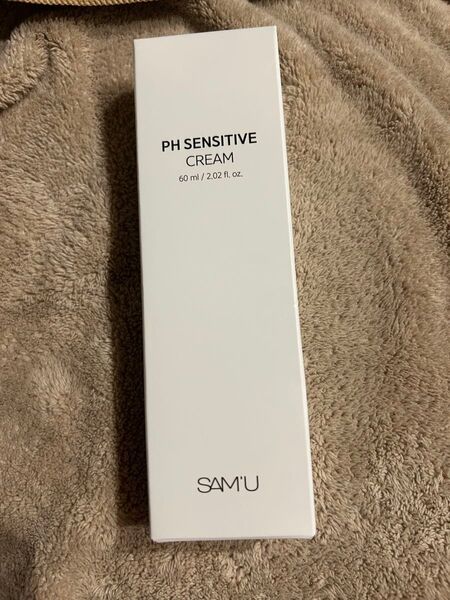 PH SENSITIVE
CREAM
60 ml / 2.02 fl. oz.
SAM'U